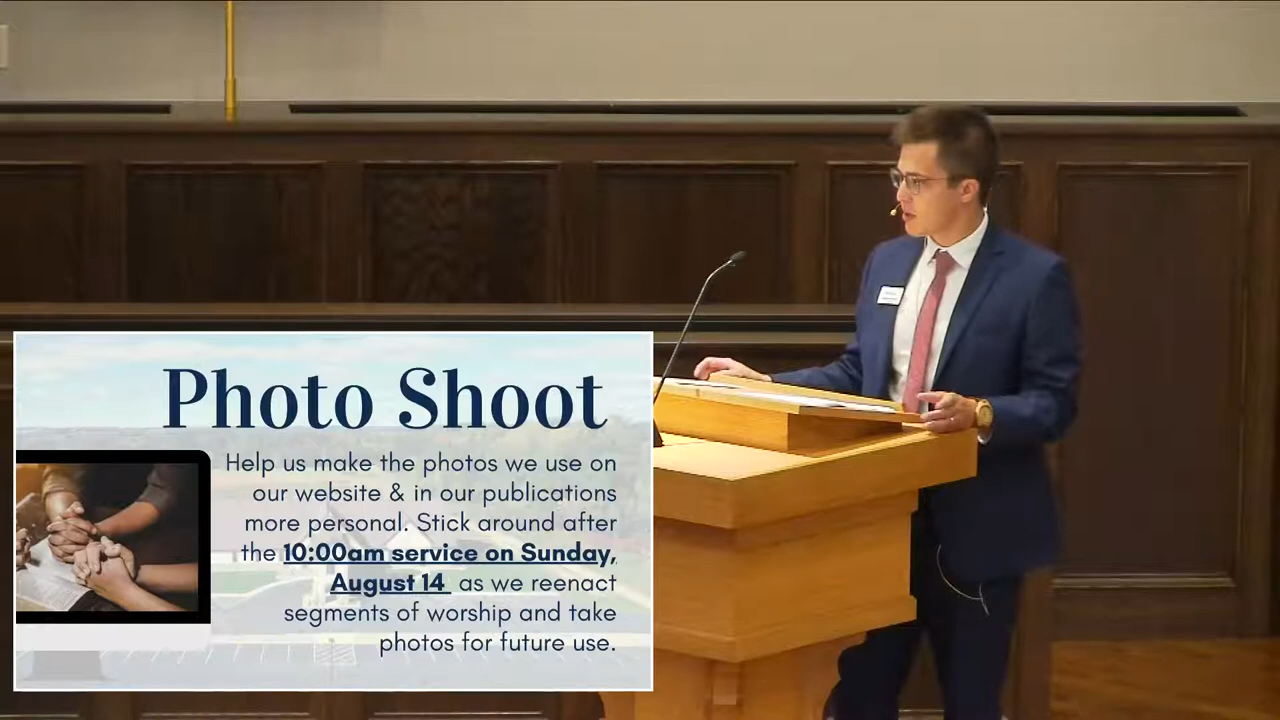 Photo Shoot
Help us make the photos we use on
our website & in our publications
more personal. Stick around after
the 10:00am service on Sunday,
August 14 as we reenact
segments of worship and take
photos for future use.